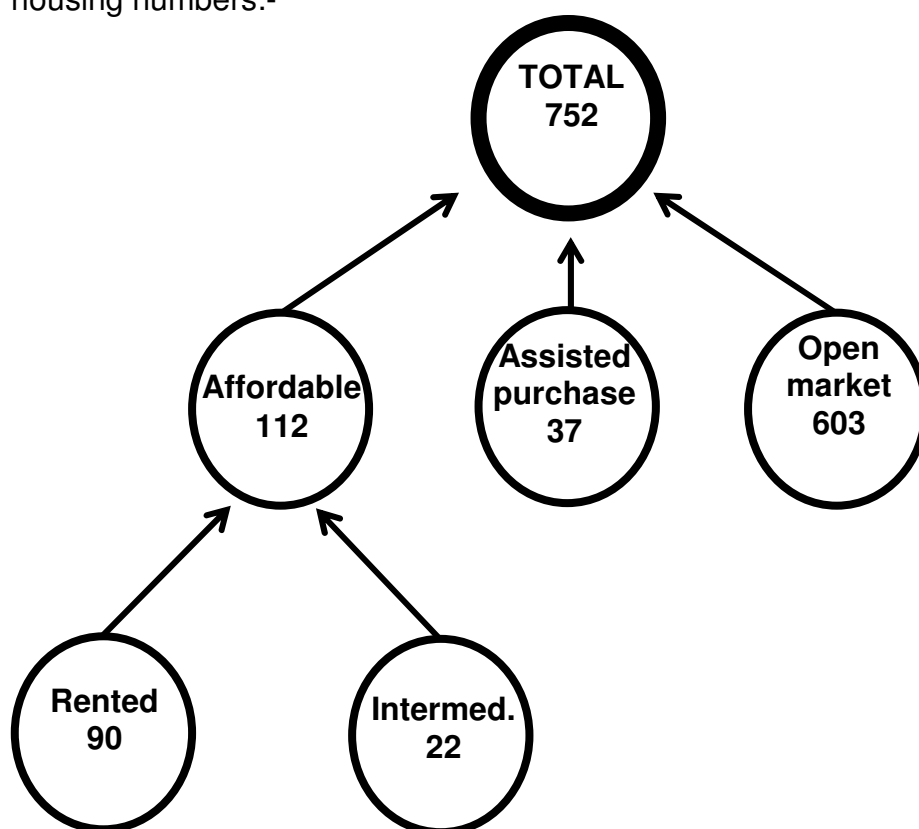 housing numbers:-
TOTAL
752
Affordable
112
Assisted
purchase
37
Open
market
603
Rented
90
Intermed.
22